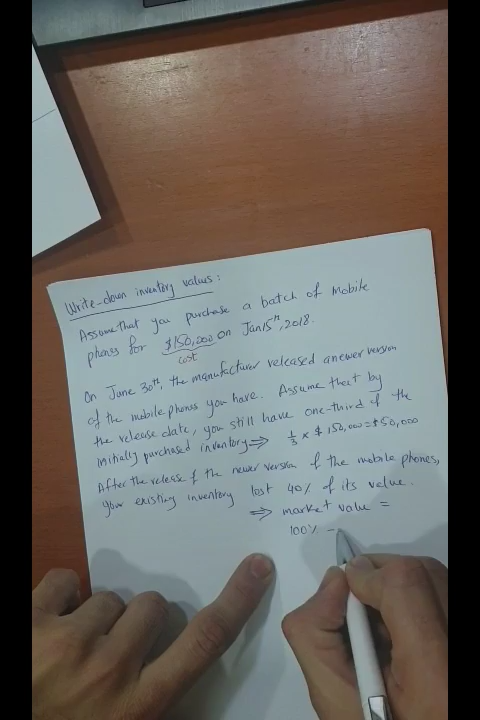 Write-down inventory values:
Assume that you purchase a batch of mobile
phones for $150,000 on Jan 15th, 2018.
cost
On June 30th, the manufacturer released a newer version
of the mobile phones you have. Assume that by
the release date, you still have one-third of the
initially purchased inventory ⇒ 1/3 x $150,000 = $50,000
After the release of the newer version of the mobile phones,
your existing inventory lost 40% of its value.
⇒ market value =
100% -